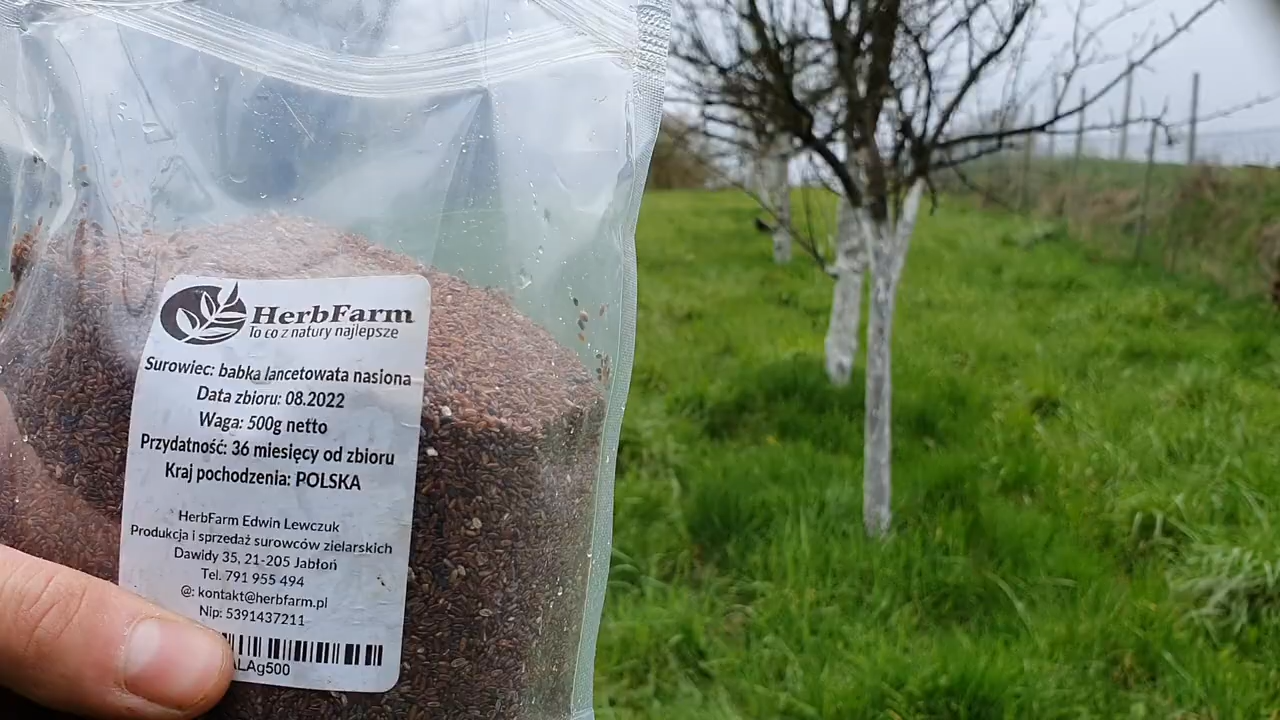 HerbFarm
To co z natury najlepsze
Surowiec: babka lancetowata nasiona
Data zbioru: 08.2022
Waga: 500g netto
Przydatność: 36 miesięcy od zbioru
Kraj pochodzenia: POLSKA
HerbFarm Edwin Lewczuk
Produkcja i sprzedaż surowców zielarskich
Dawidy 35, 21-205 Jabłoń
Tel. 791 955 494
@: kontakt@herbfarm.pl
Nip: 5391437211
LAg500